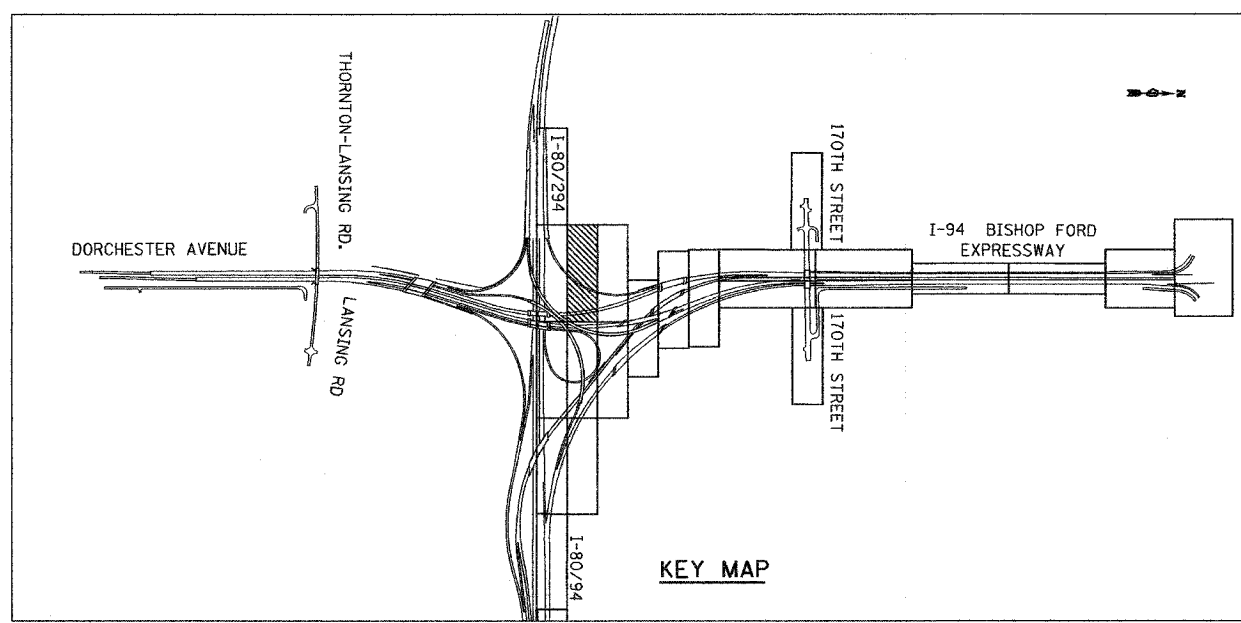 THORNTON-LANSING RD.
I-80/294
170TH STREET
N
DORCHESTER AVENUE
I-94 BISHOP FORD
EXPRESSWAY
LANSING RD
170TH STREET
I-80/94
KEY MAP